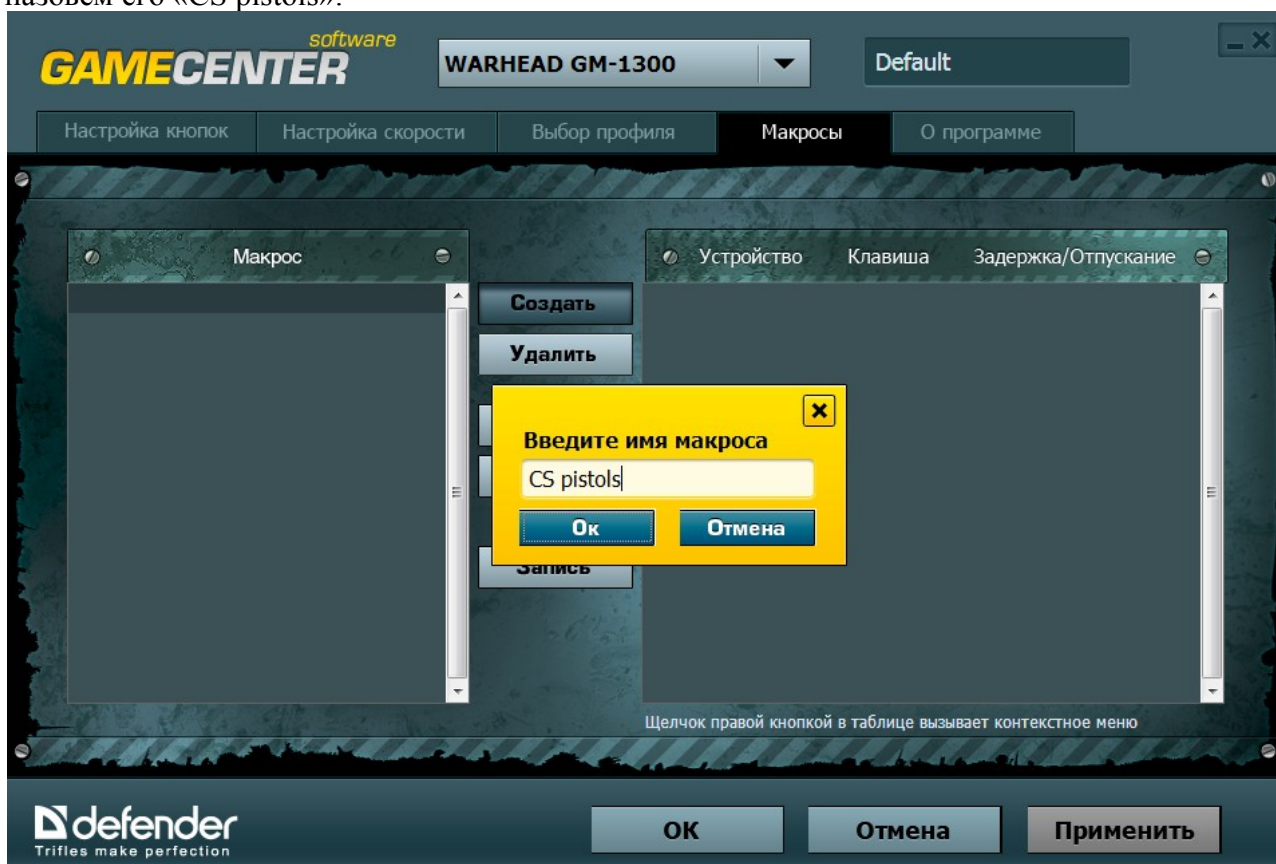 назовем его «CS pistols».
software
GAMECENTER
WARHEAD GM-1300
Default
Настройка кнопок
Настройка скорости
Выбор профиля
Макросы
О программе
Макрос
Устройство Клавиша Задержка/Отпускание
Создать
Удалить
Введите имя макроса
CS pistols
Ок
Отмена
Запись
Щелчок правой кнопкой в таблице вызывает контекстное меню
defender
Trifles make perfection
ОК
Отмена
Применить